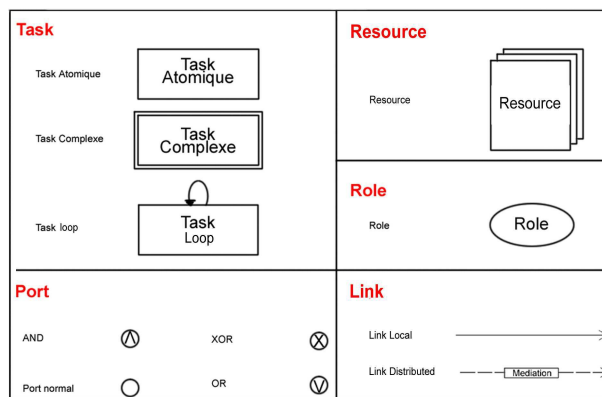 Task
Task Atomique
Task
Atomique
Task Complexe
Task
Complexe
Task loop
Task
Loop
Resource
Resource
Resource
Role
Role
Role
Port
AND
XOR
Port normal
OR
Link
Link Local
Link Distributed
Mediation